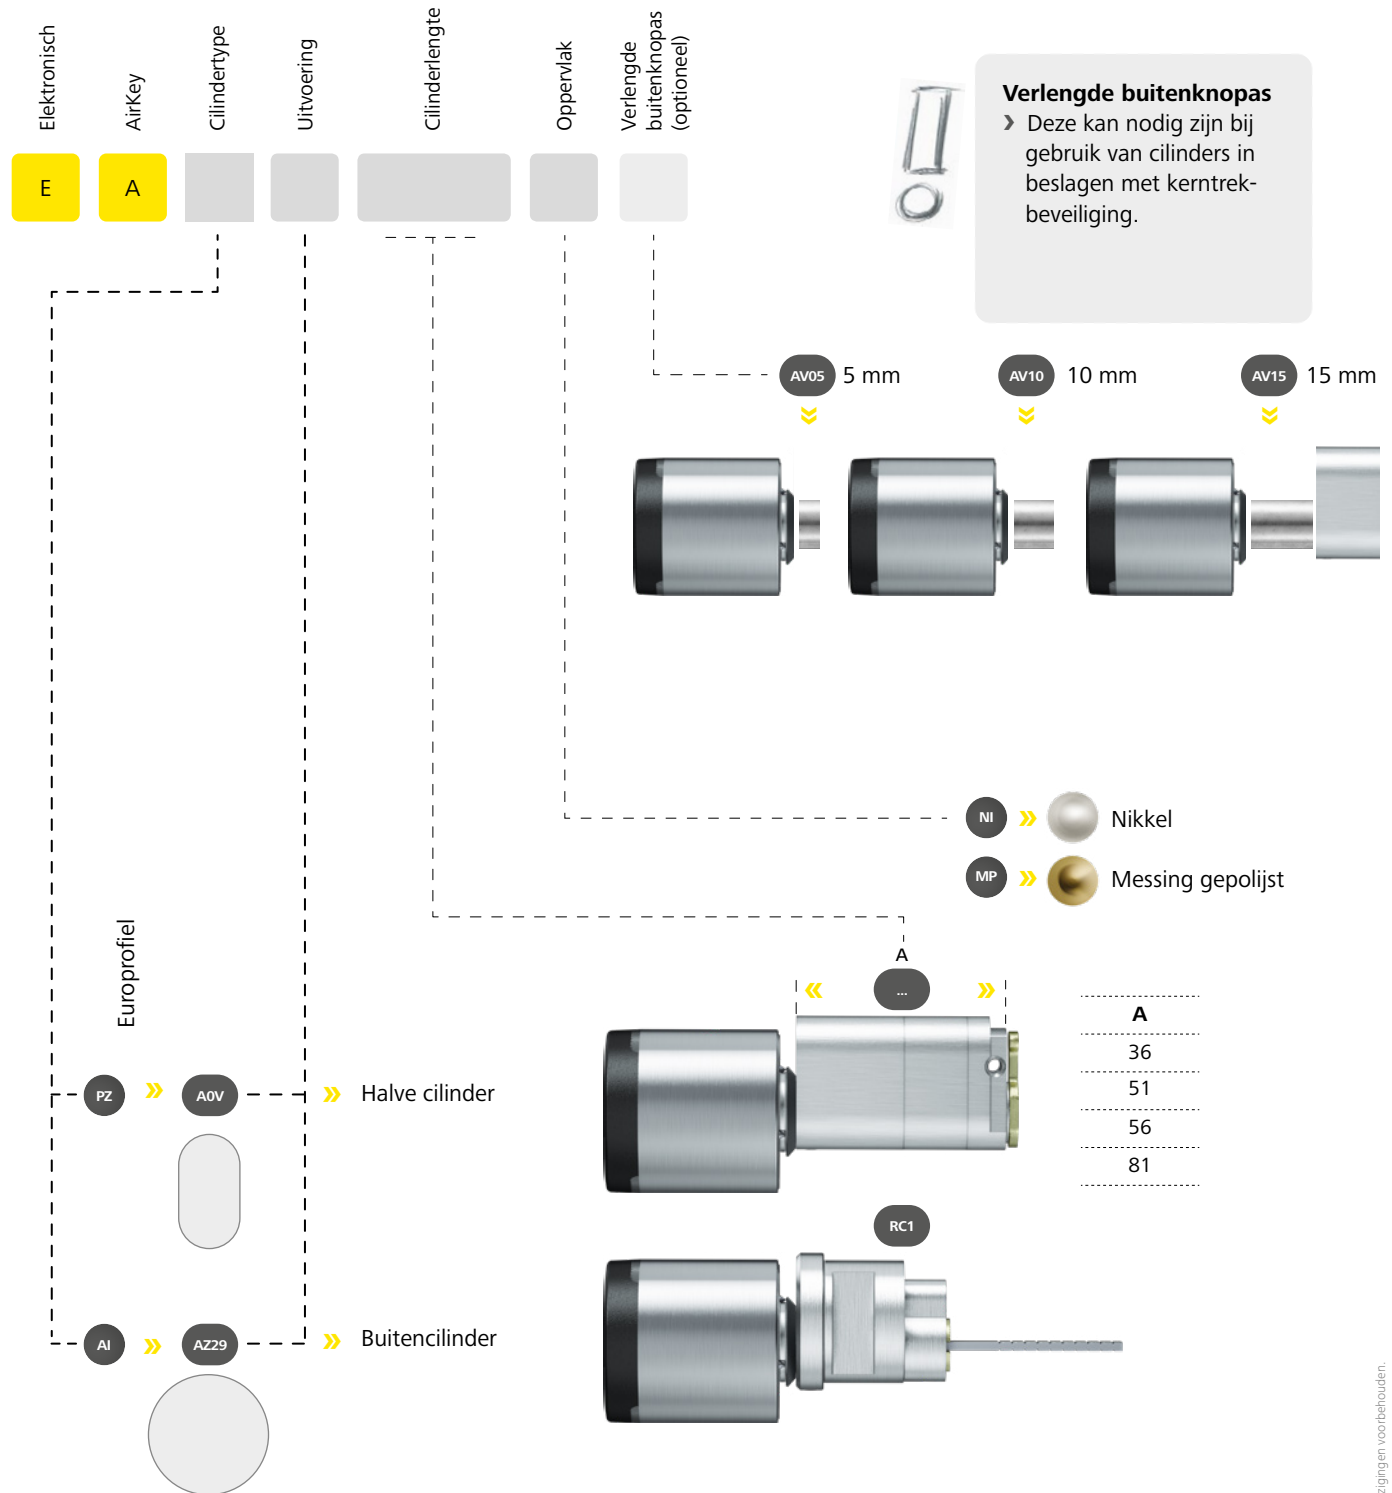 Elektronisch
AirKey
Cilindertype
Uitvoering
Cilinderlengte
Oppervlak
Verlengde
buitenknopas
(optioneel)
E
A
Verlengde buitenknopas
› Deze kan nodig zijn bij
gebruik van cilinders in
beslagen met kerntrek-
beveiliging.
AV05 5 mm
AV10 10 mm
AV15 15 mm
NI » Nikkel
MP » Messing gepolijst
A
...
A
36
51
56
81
Europrofiel
PZ » A0V » Halve cilinder
RC1
AI » AZ29 » Buitencilinder
zigingen voorbehouden.